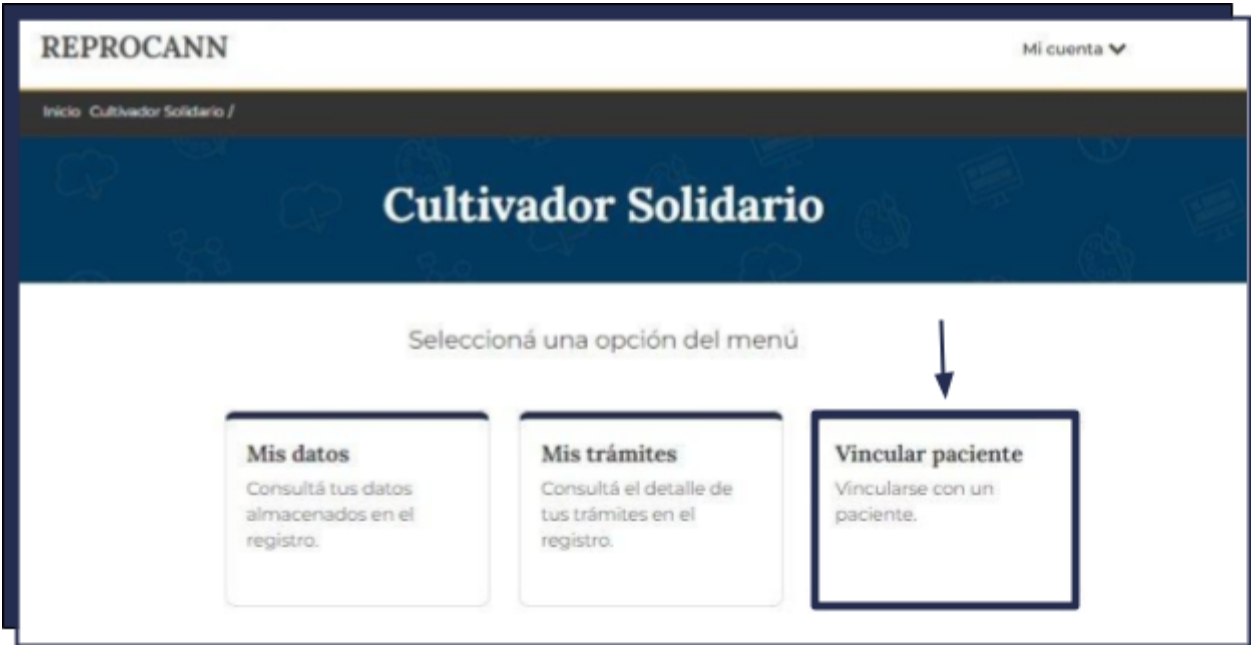 REPROCANN
Mi cuenta
Inicio Cultivador Solidario /
Cultivador Solidario
Seleccioná una opción del menú
Mis datos
Consultá tus datos
almacenados en el
registro.
Mis trámites
Consultá el detalle de
tus trámites en el
registro.
Vincular paciente
Vincularse con un
paciente.